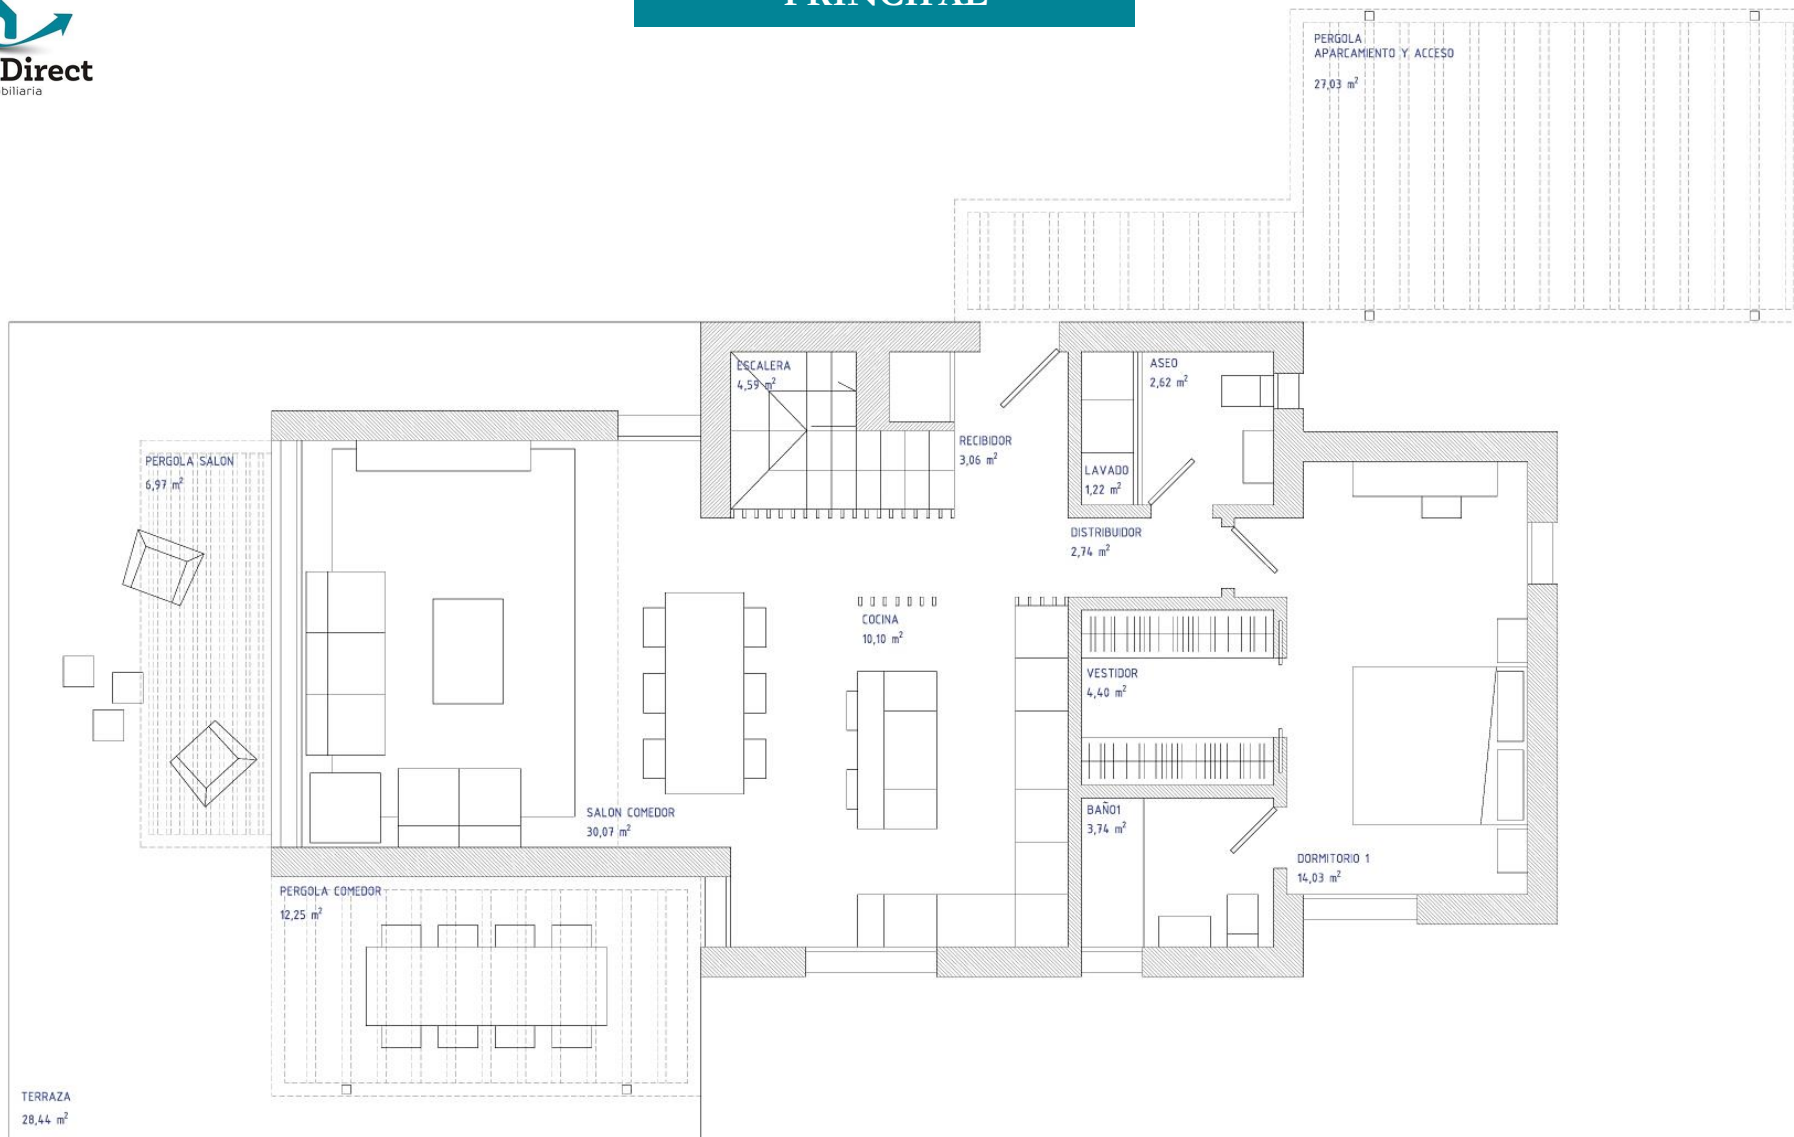 PRINCIPAL
Direct
biliaria
PERGOLA
APARCAMIENTO Y ACCESO
27,03 m²
ESCALERA
4,59 m²
ASEO
2,62 m²
RECIBIDOR
3,06 m²
LAVADO
1,22 m²
PERGOLA SALON
6,97 m²
DISTRIBUIDOR
2,74 m²
COCINA
10,10 m²
VESTIDOR
4,40 m²
SALON COMEDOR
30,07 m²
BAÑO1
3,74 m²
DORMITORIO 1
14,03 m²
PERGOLA COMEDOR
12,25 m²
TERRAZA
28,44 m²